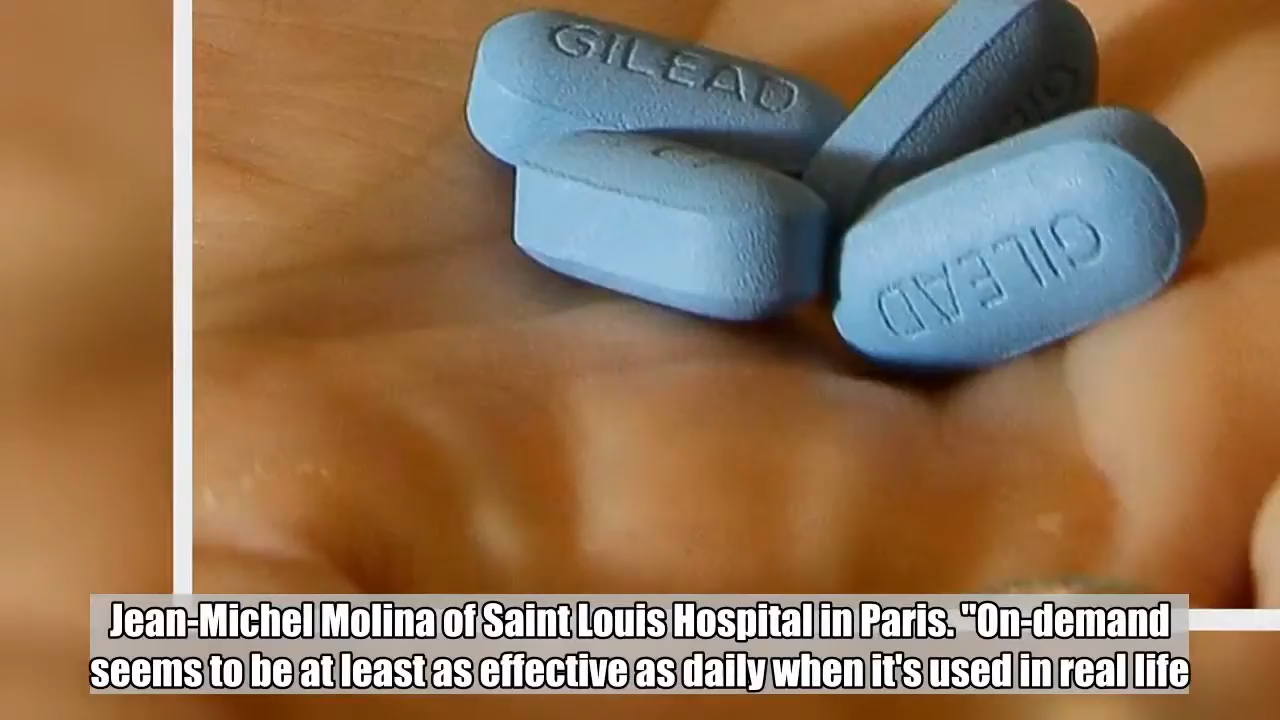 GILEAD
GILEAD
Jean-Michel Molina of Saint Louis Hospital in Paris. "On-demand
seems to be at least as effective as daily when it's used in real life